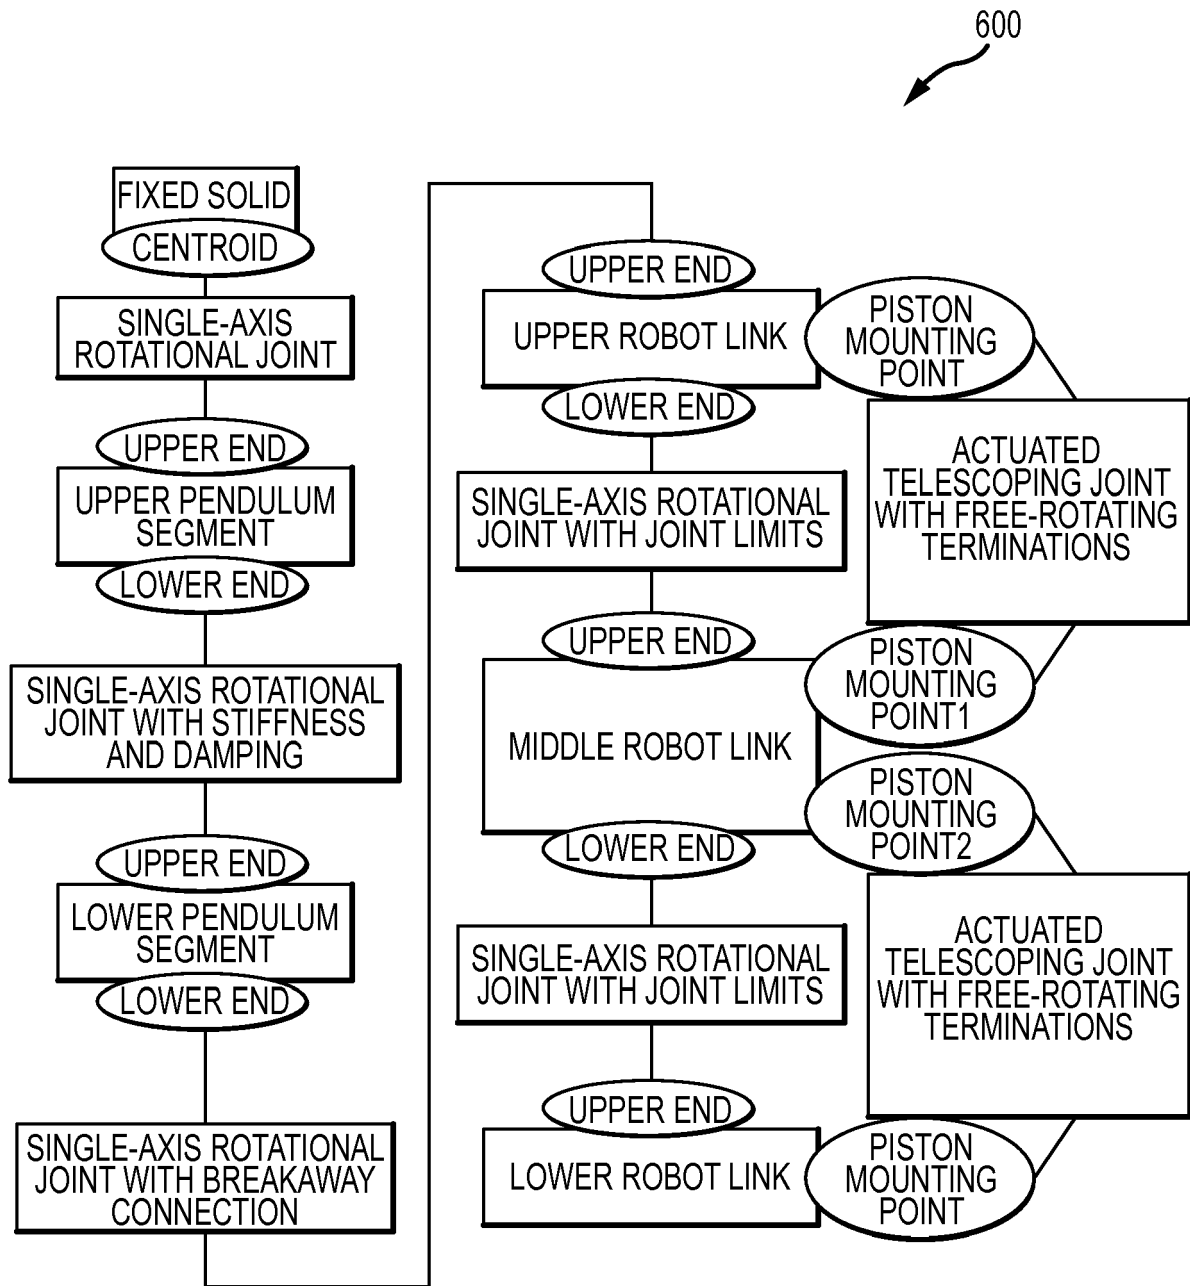 600
FIXED SOLID
CENTROID
SINGLE-AXIS
ROTATIONAL JOINT
UPPER END
UPPER PENDULUM
SEGMENT
LOWER END
SINGLE-AXIS ROTATIONAL
JOINT WITH STIFFNESS
AND DAMPING
UPPER END
LOWER PENDULUM
SEGMENT
LOWER END
SINGLE-AXIS ROTATIONAL
JOINT WITH BREAKAWAY
CONNECTION
UPPER END
UPPER ROBOT LINK
LOWER END
SINGLE-AXIS ROTATIONAL
JOINT WITH JOINT LIMITS
UPPER END
MIDDLE ROBOT LINK
LOWER END
SINGLE-AXIS ROTATIONAL
JOINT WITH JOINT LIMITS
UPPER END
LOWER ROBOT LINK
PISTON
MOUNTING
POINT
ACTUATED
TELESCOPING JOINT
WITH FREE-ROTATING
TERMINATIONS
PISTON
MOUNTING
POINT1
PISTON
MOUNTING
POINT2
ACTUATED
TELESCOPING JOINT
WITH FREE-ROTATING
TERMINATIONS
PISTON
MOUNTING
POINT